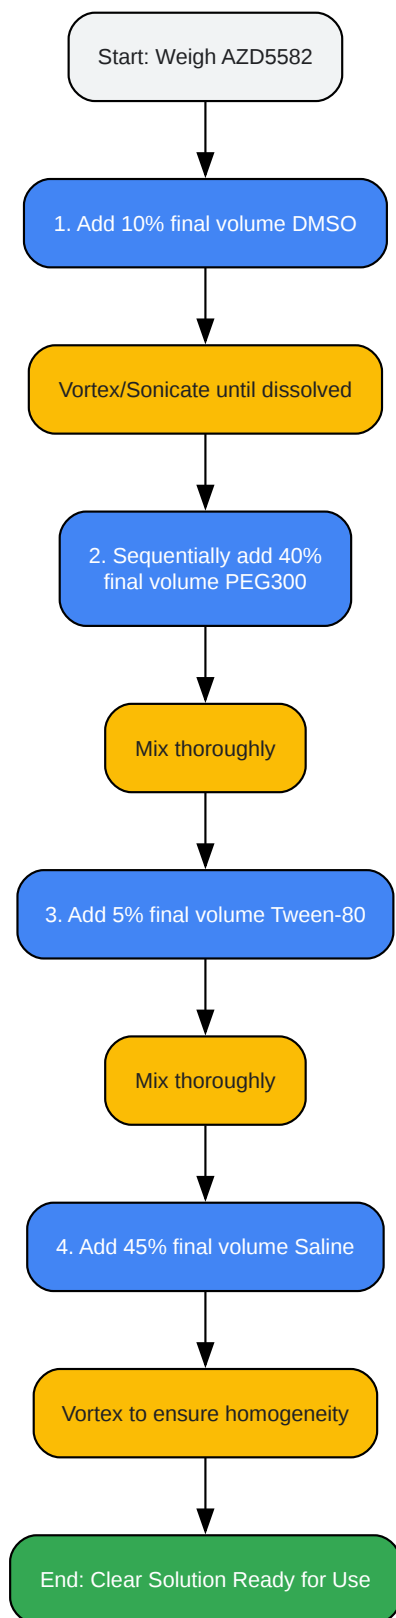 Start: Weigh AZD5582
1. Add 10% final volume DMSO
Vortex/Sonicate until dissolved
2. Sequentially add 40%
final volume PEG300
Mix thoroughly
3. Add 5% final volume Tween-80
Mix thoroughly
4. Add 45% final volume Saline
Vortex to ensure homogeneity
End: Clear Solution Ready for Use